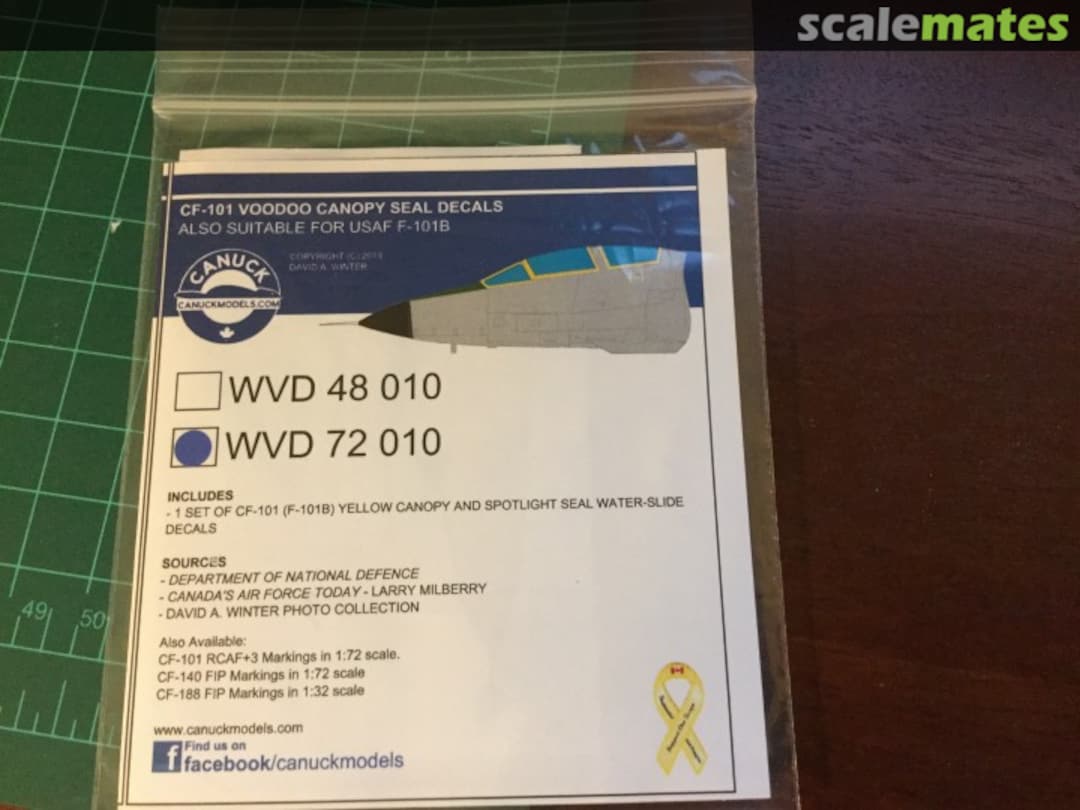 scalemates
CF-101 VOODOO CANOPY SEAL DECALS
ALSO SUITABLE FOR USAF F-101B
COPYRIGHT (C) 2013
DAVID A. WINTER
CANUCK
CANUCKMODELS.COM
WVD 48 010
WVD 72 010
INCLUDES
- 1 SET OF CF-101 (F-101B) YELLOW CANOPY AND SPOTLIGHT SEAL WATER-SLIDE
DECALS
SOURCES
- DEPARTMENT OF NATIONAL DEFENCE
- CANADA'S AIR FORCE TODAY - LARRY MILBERRY
- DAVID A. WINTER PHOTO COLLECTION
Also Available:
CF-101 RCAF+3 Markings in 1:72 scale.
CF-140 FIP Markings in 1:72 scale
CF-188 FIP Markings in 1:32 scale
www.canuckmodels.com
f Find us on
facebook/canuckmodels
49 50